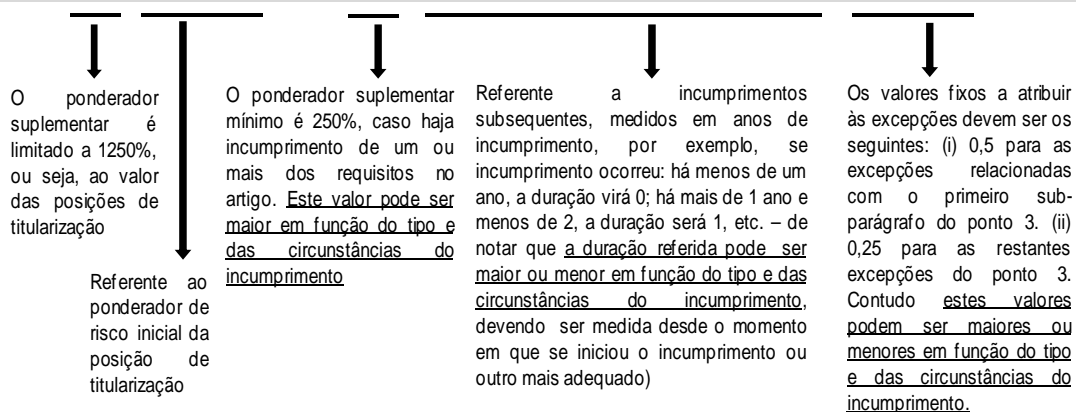 O ponderador
suplementar é
limitado a 1250%,
ou seja, ao valor
das posições de
titularização
Referente ao
ponderador de
risco inicial da
posição de
titularização
O ponderador suplementar
mínimo é 250%, caso haja
incumprimento de um ou
mais dos requisitos no
artigo. Este valor pode ser
maior em função do tipo e
das circunstâncias do
incumprimento
Referente a incumprimentos
subsequentes, medidos em anos de
incumprimento, por exemplo, se
incumprimento ocorreu: há menos de um
ano, a duração virá 0; há mais de 1 ano e
menos de 2, a duração será 1, etc. – de
notar que a duração referida pode ser
maior ou menor em função do tipo e das
circunstâncias do incumprimento,
devendo ser medida desde o momento
em que se iniciou o incumprimento ou
outro mais adequado)
Os valores fixos a atribuir
às excepções devem ser os
seguintes: (i) 0,5 para as
excepções relacionadas
com o primeiro sub-
parágrafo do ponto 3. (ii)
0,25 para as restantes
excepções do ponto 3.
Contudo estes valores
podem ser maiores ou
menores em função do tipo
e das circunstâncias do
incumprimento.